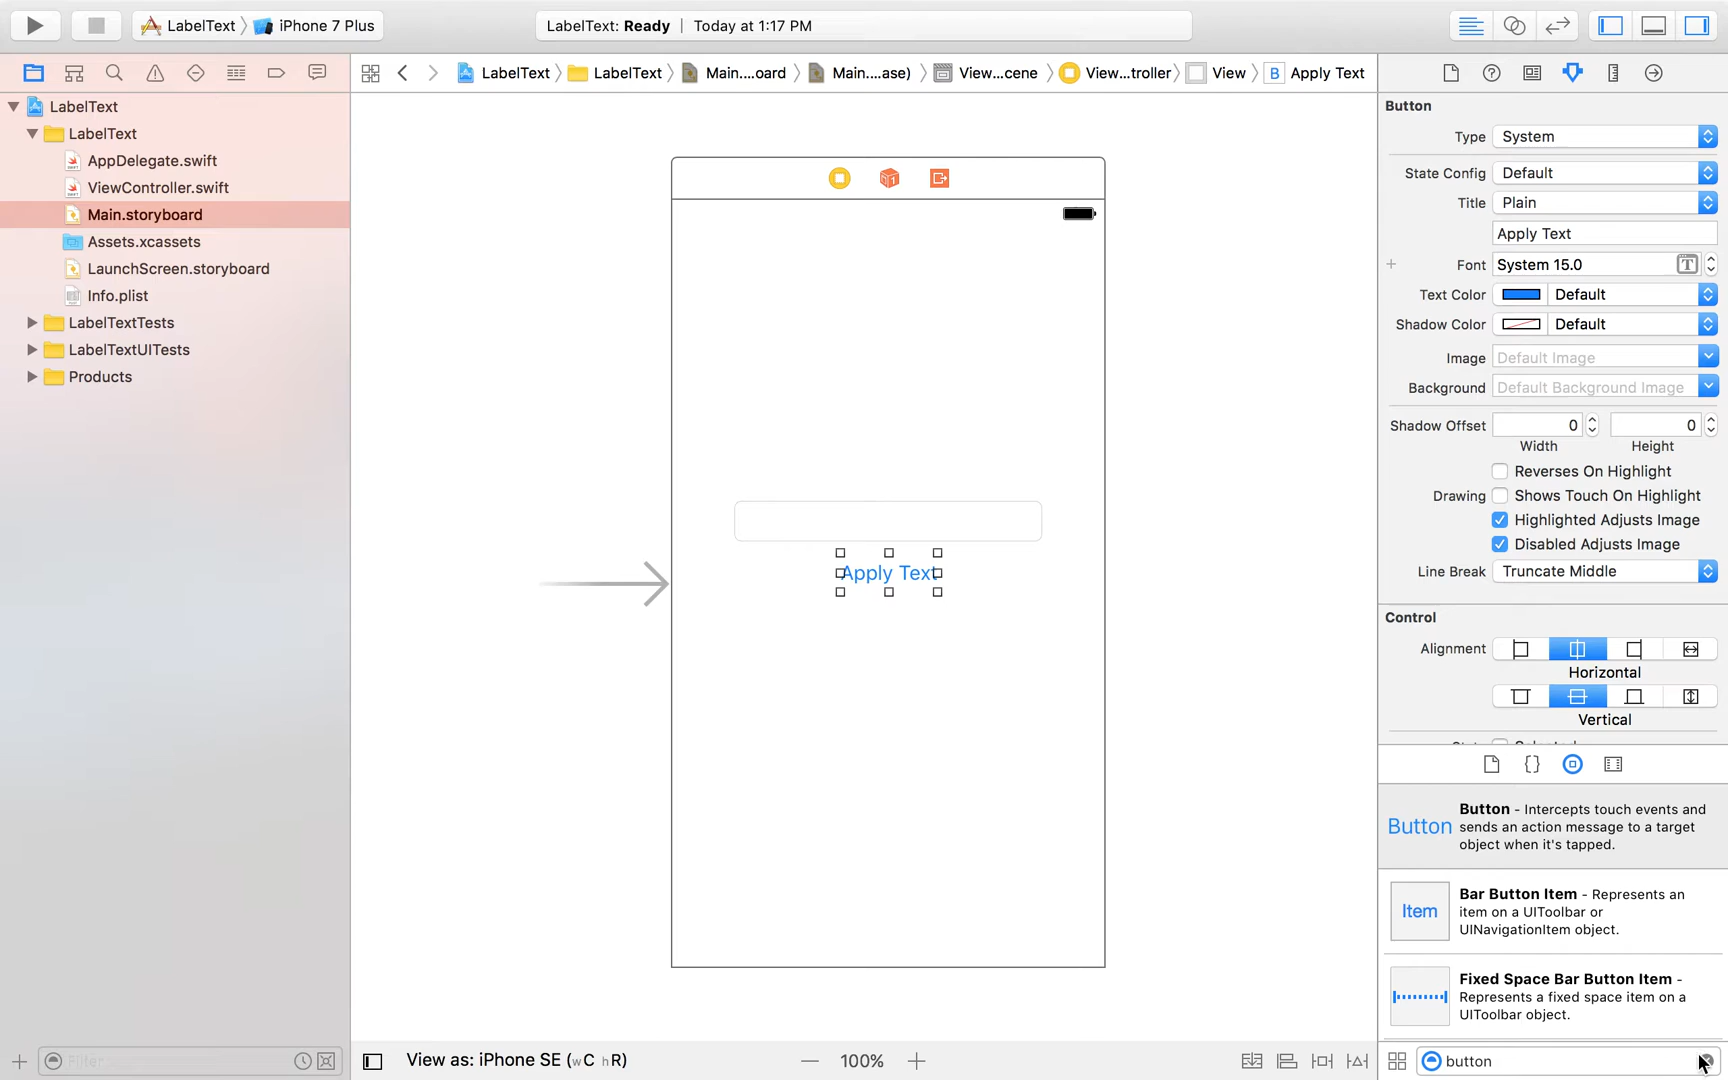 LabelText  iPhone 7 Plus
LabelText: Ready | Today at 1:17 PM
LabelText  LabelText  Main....oard  Main....ase)  View...cene  View...troller  View  B Apply Text
LabelText
LabelText
AppDelegate.swift
ViewController.swift
Main.storyboard
Assets.xcassets
LaunchScreen.storyboard
Info.plist
LabelTextTests
LabelTextUITests
Products
Apply Text
Button
Type System
State Config Default
Title Plain
Apply Text
Font System 15.0
Text Color Default
Shadow Color Default
Image Default Image
Background Default Background Image
Shadow Offset 0 0
Width Height
Reverses On Highlight
Drawing Shows Touch On Highlight
Highlighted Adjusts Image
Disabled Adjusts Image
Line Break Truncate Middle
Control
Alignment
Horizontal
Vertical
Button
Button - Intercepts touch events and
sends an action message to a target
object when it's tapped.
Item
Bar Button Item - Represents an
item on a UIToolbar or
UINavigationItem object.
Fixed Space Bar Button Item -
Represents a fixed space item on a
UIToolbar object.
Filter
View as: iPhone SE (wC hR)
100%
button